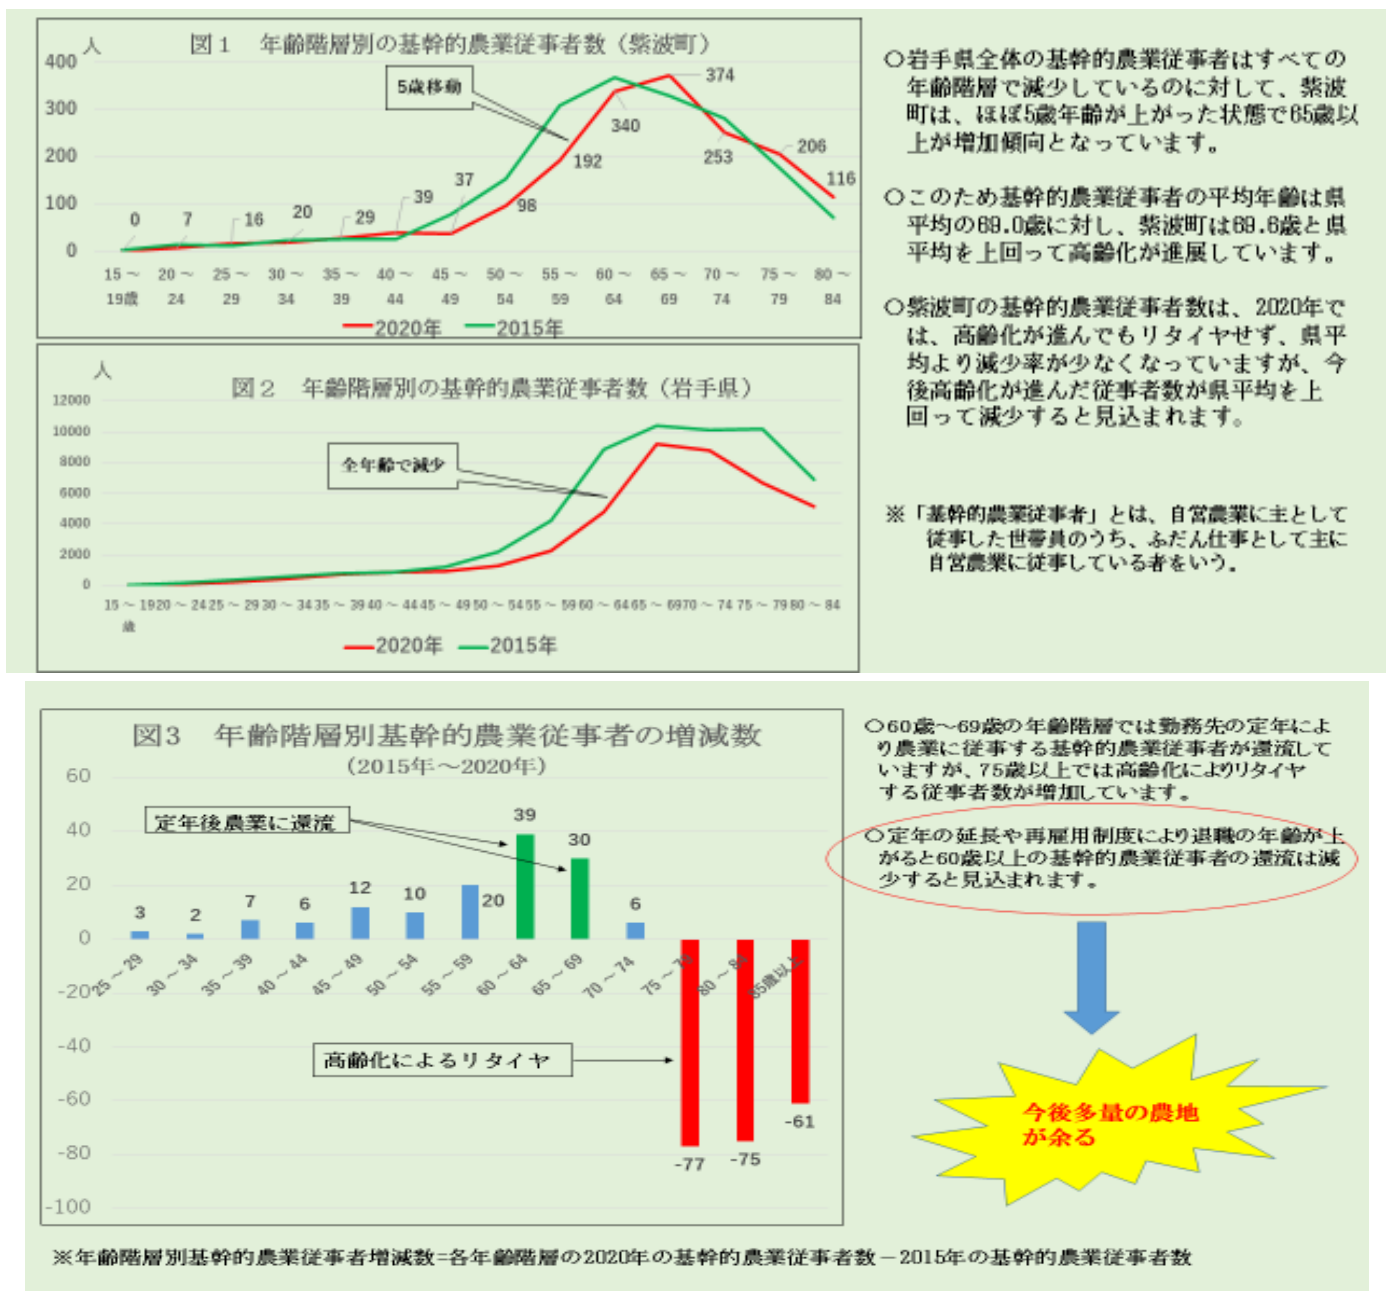 図１　年齢階層別の基幹的農業従事者数（紫波町）
人
400
300
200
100
0
5歳移動
0
7
16
20
29
39
37
98
192
340
374
253
206
116
15～19歳
20～24
25～29
30～34
35～39
40～44
45～49
50～54
55～59
60～64
65～69
70～74
75～79
80～84
2020年
2015年
○岩手県全体の基幹的農業従事者はすべての
年齢階層で減少しているのに対して、紫波
町は、ほぼ5歳年齢が上がった状態で65歳以
上が増加傾向となっています。
○このため基幹的農業従事者の平均年齢は県
平均の69.0歳に対し、紫波町は69.6歳と県
平均を上回って高齢化が進展しています。
○紫波町の基幹的農業従事者数は、2020年で
は、高齢化が進んでもリタイヤせず、県平
均より減少率が少なくなっていますが、今
後高齢化が進んだ従事者数が県平均を上
回って減少すると見込まれます。
※「基幹的農業従事者」とは、自営農業に主として
従事した世帯員のうち、ふだん仕事として主に
自営農業に従事している者をいう。
人
図２　年齢階層別の基幹的農業従事者数（岩手県）
12000
10000
8000
6000
4000
2000
0
全年齢で減少
15～19歳
20～24
25～29
30～34
35～39
40～44
45～49
50～54
55～59
60～64
65～69
70～74
75～79
80～84
2020年
2015年
図3　年齢階層別基幹的農業従事者の増減数
（2015年～2020年）
60
40
20
0
-20
-40
-60
-80
-100
定年後農業に還流
高齢化によるリタイヤ
3
2
7
6
12
10
20
39
30
6
-77
-75
-61
25～29
30～34
35～39
40～44
45～49
50～54
55～59
60～64
65～69
70～74
75～79
80～84
85歳以上
○60歳～69歳の年齢階層では勤務先の定年によ
り農業に従事する基幹的農業従事者が還流して
いますが、75歳以上では高齢化によりリタイヤ
する従事者数が増加しています。
○定年の延長や再雇用制度により退職の年齢が上
がると60歳以上の基幹的農業従事者の還流は減
少すると見込まれます。
今後多量の農地
が余る
※年齢階層別基幹的農業従事者増減数=各年齢階層の2020年の基幹的農業従事者数－2015年の基幹的農業従事者数